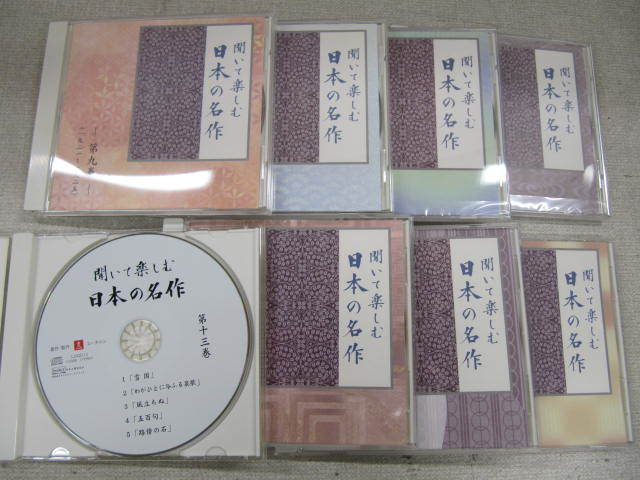 聞いて楽しむ
日本の名作
第九巻
聞いて楽しむ
日本の名作
聞いて楽しむ
日本の名作
聞いて楽しむ
日本の名作
聞いて楽しむ
日本の名作
第十三巻
1「雪国」
2「わがひとに与ふる哀歌」
3「風立ちぬ」
4「五百句」
5「路傍の石」
聞いて楽しむ
日本の名作
聞いて楽しむ
日本の名作
聞いて楽しむ
日本の名作